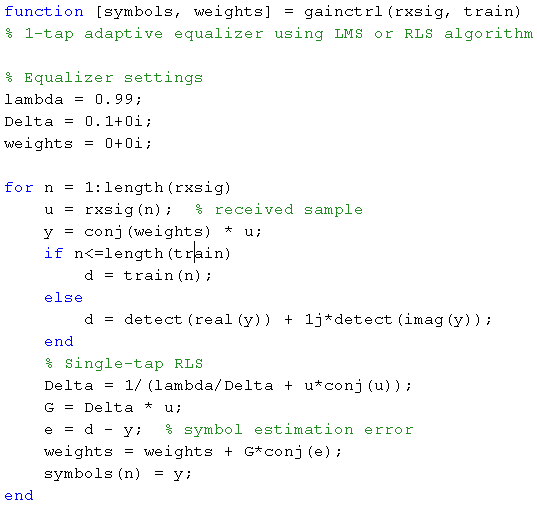 function [symbols, weights] = gainctrl(rxsig, train)
% 1-tap adaptive equalizer using LMS or RLS algorithm

% Equalizer settings
lambda = 0.99;
Delta = 0.1+0i;
weights = 0+0i;

for n = 1:length(rxsig)
    u = rxsig(n);  % received sample
    y = conj(weights) * u;
    if n<=length(train)
        d = train(n);
    else
        d = detect(real(y)) + 1j*detect(imag(y));
    end
    % Single-tap RLS
    Delta = 1/(lambda/Delta + u*conj(u));
    G = Delta * u;
    e = d - y;  % symbol estimation error
    weights = weights + G*conj(e);
    symbols(n) = y;
end